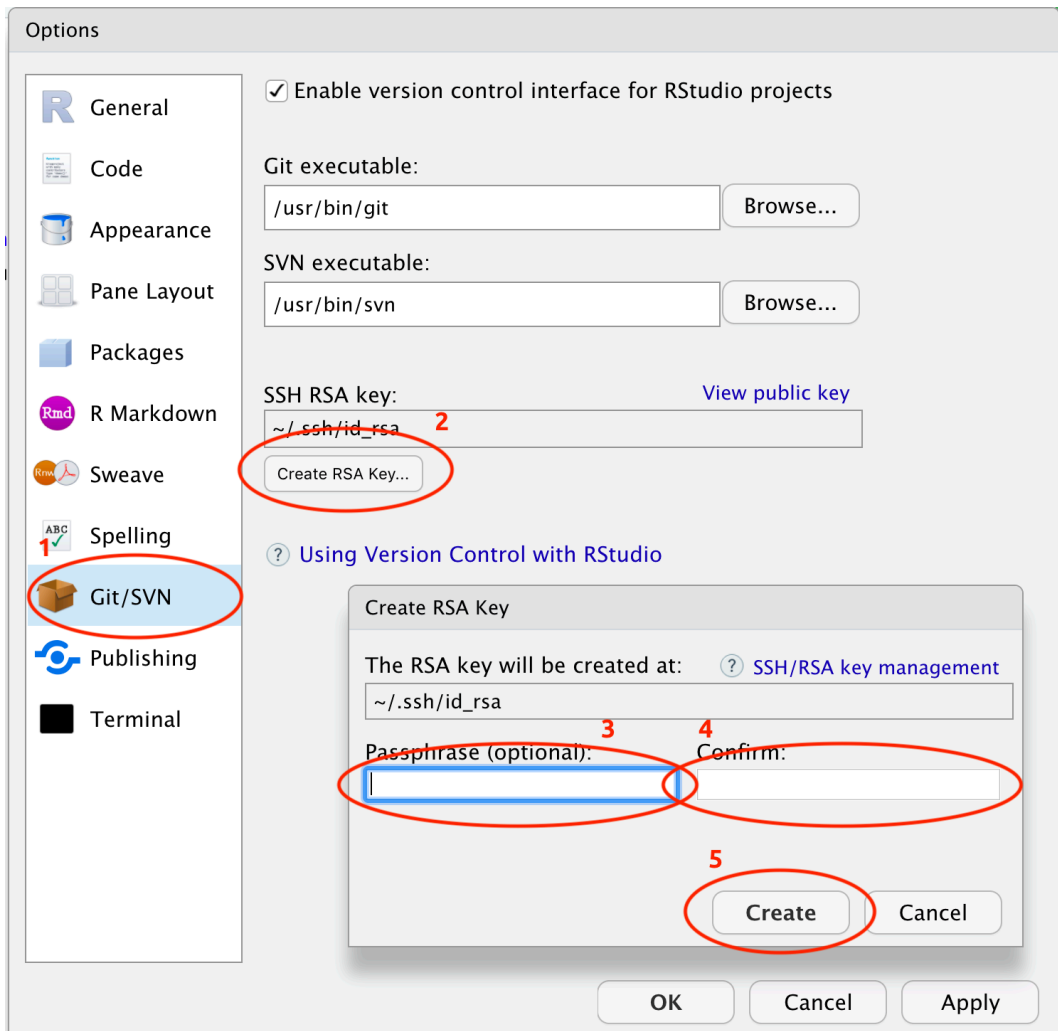 Options
General
Code
Appearance
Pane Layout
Packages
Rmd
R Markdown
Rnw
Sweave
ABC
Spelling
1
Git/SVN
Publishing
Terminal
Enable version control interface for RStudio projects
Git executable:
/usr/bin/git
Browse...
SVN executable:
/usr/bin/svn
Browse...
SSH RSA key:
View public key
2
~/.ssh/id_rsa
Create RSA Key...
? Using Version Control with RStudio
Create RSA Key
The RSA key will be created at: ? SSH/RSA key management
~/.ssh/id_rsa
3
4
Passphrase (optional): Confirm:
5
Create Cancel
OK Cancel Apply